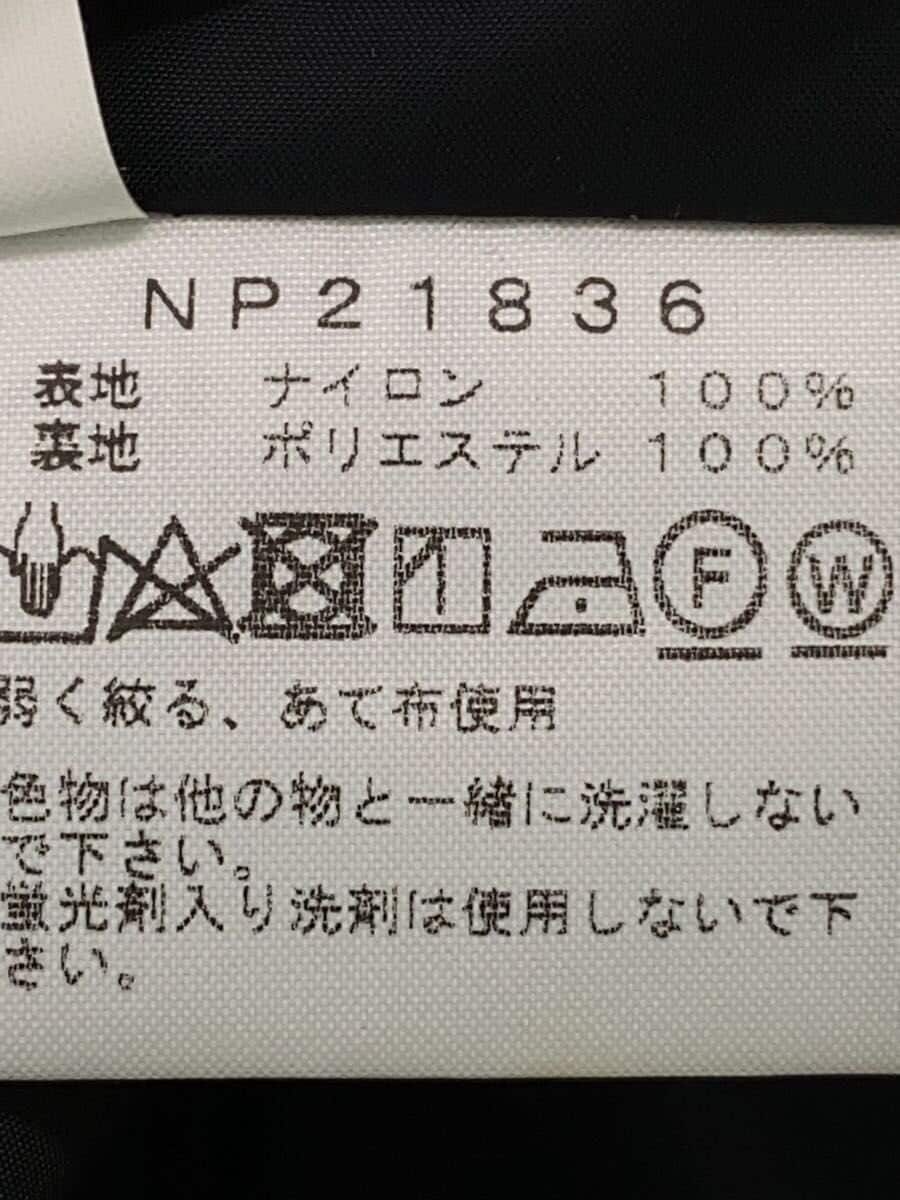 NP21836
表地 ナイロン 100%
裏地 ポリエステル 100%
F W
弱く絞る、あて布使用
色物は他の物と一緒に洗濯しない
で下さい。
蛍光剤入り洗剤は使用しないで下
さい。